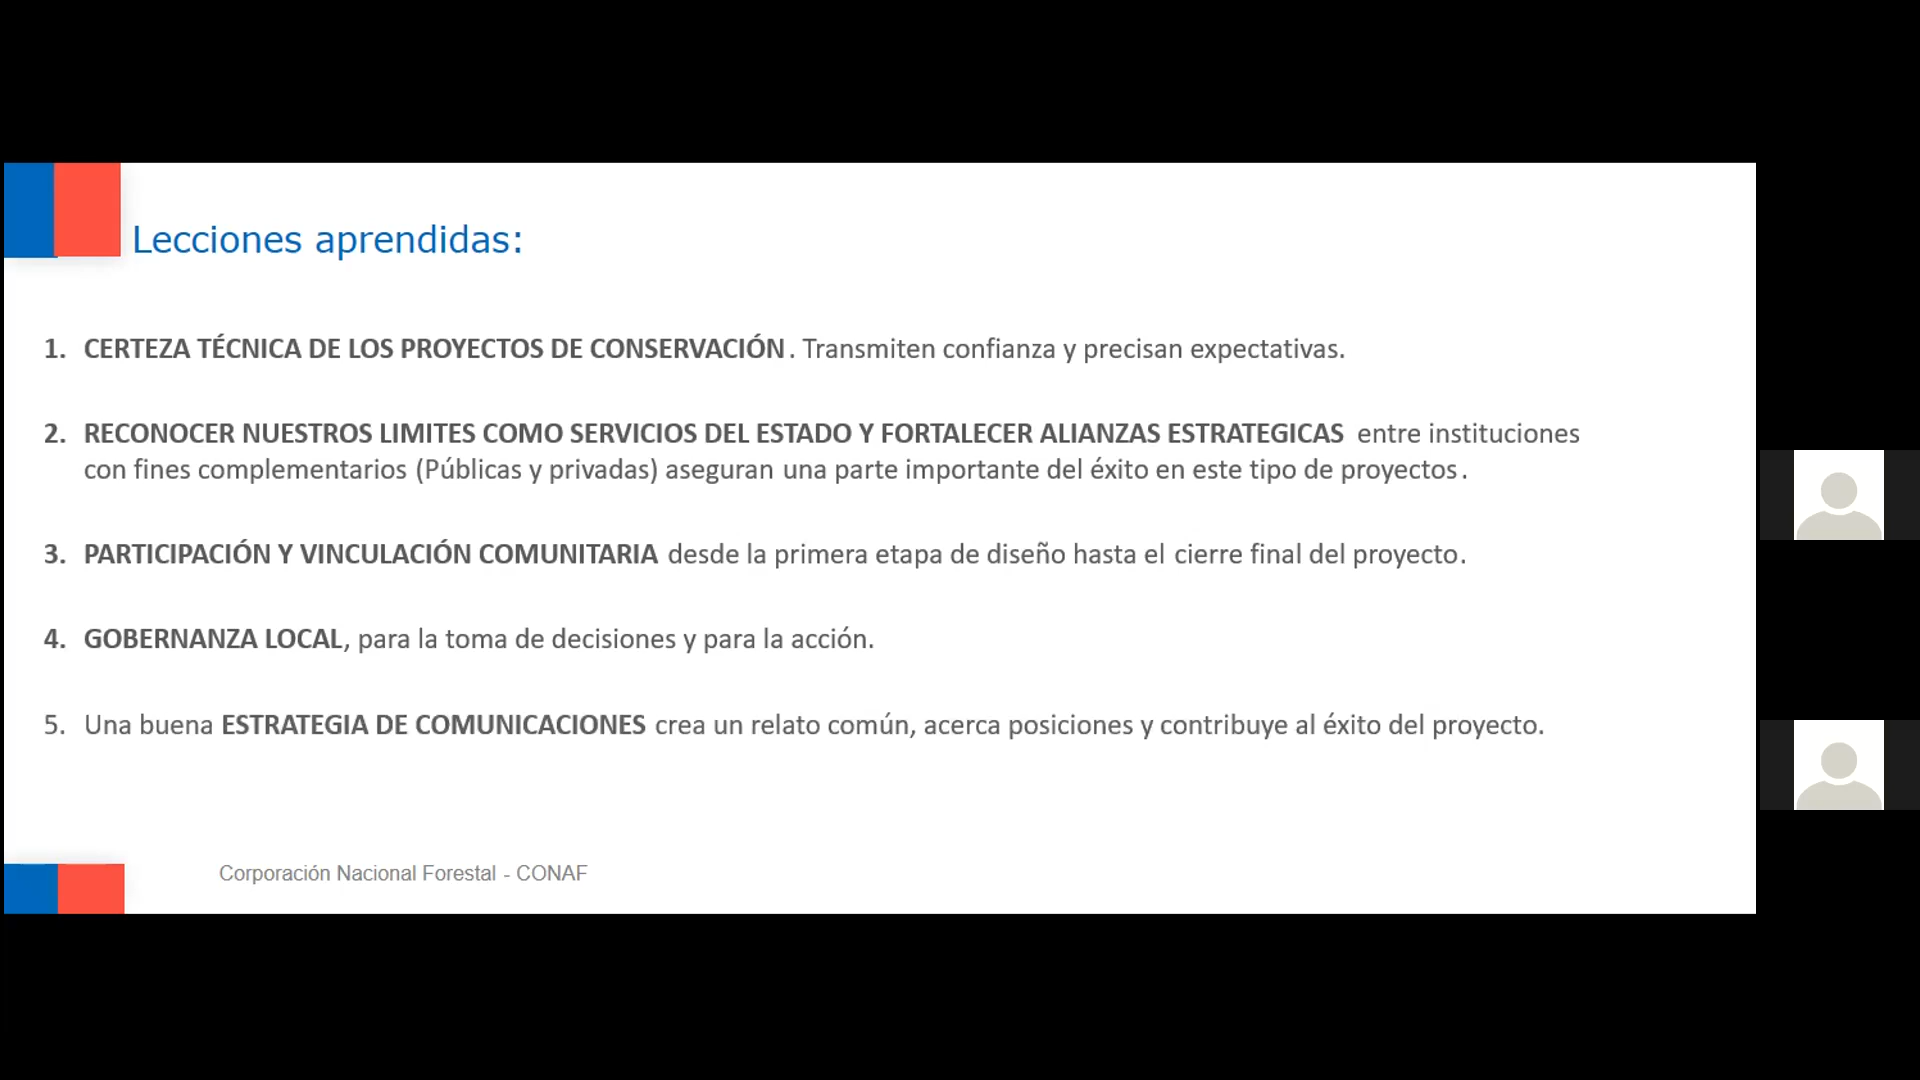 Lecciones aprendidas:
1. CERTEZA TÉCNICA DE LOS PROYECTOS DE CONSERVACIÓN. Transmiten confianza y precisan expectativas.
2. RECONOCER NUESTROS LIMITES COMO SERVICIOS DEL ESTADO Y FORTALECER ALIANZAS ESTRATEGICAS entre instituciones
con fines complementarios (Públicas y privadas) aseguran una parte importante del éxito en este tipo de proyectos.
3. PARTICIPACIÓN Y VINCULACIÓN COMUNITARIA desde la primera etapa de diseño hasta el cierre final del proyecto.
4. GOBERNANZA LOCAL, para la toma de decisiones y para la acción.
5. Una buena ESTRATEGIA DE COMUNICACIONES crea un relato común, acerca posiciones y contribuye al éxito del proyecto.
Corporación Nacional Forestal - CONAF